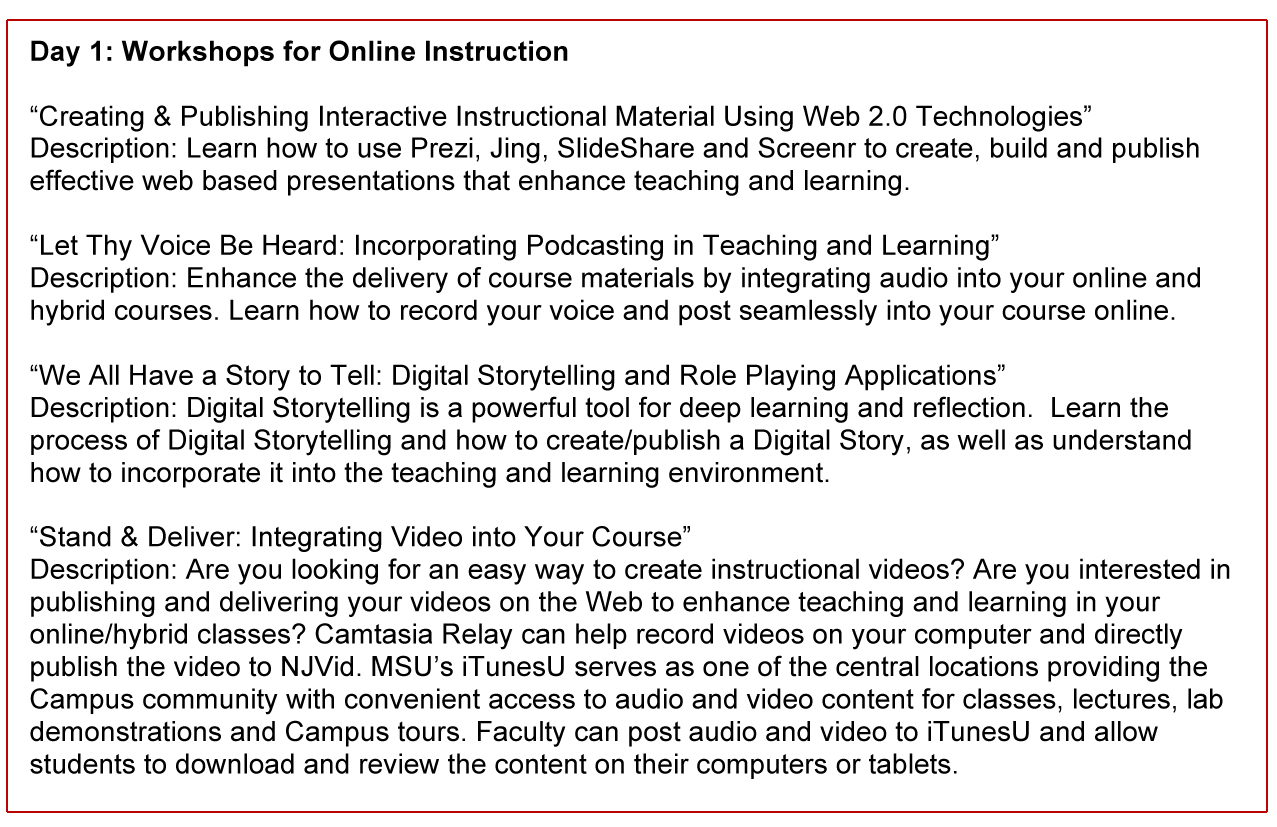 Day 1: Workshops for Online Instruction
“Creating & Publishing Interactive Instructional Material Using Web 2.0 Technologies”
Description: Learn how to use Prezi, Jing, SlideShare and Screenr to create, build and publish
effective web based presentations that enhance teaching and learning.
“Let Thy Voice Be Heard: Incorporating Podcasting in Teaching and Learning”
Description: Enhance the delivery of course materials by integrating audio into your online and
hybrid courses. Learn how to record your voice and post seamlessly into your course online.
“We All Have a Story to Tell: Digital Storytelling and Role Playing Applications”
Description: Digital Storytelling is a powerful tool for deep learning and reflection.  Learn the
process of Digital Storytelling and how to create/publish a Digital Story, as well as understand
how to incorporate it into the teaching and learning environment.
“Stand & Deliver: Integrating Video into Your Course”
Description: Are you looking for an easy way to create instructional videos? Are you interested in
publishing and delivering your videos on the Web to enhance teaching and learning in your
online/hybrid classes? Camtasia Relay can help record videos on your computer and directly
publish the video to NJVid. MSU’s iTunesU serves as one of the central locations providing the
Campus community with convenient access to audio and video content for classes, lectures, lab
demonstrations and Campus tours. Faculty can post audio and video to iTunesU and allow
students to download and review the content on their computers or tablets.